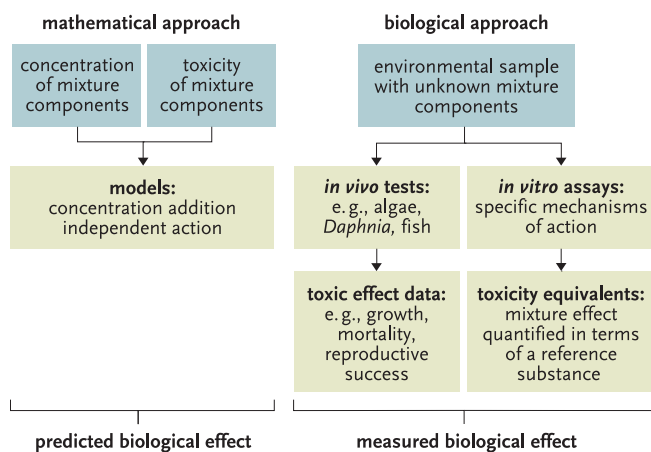 mathematical approach
concentration
of mixture
components
toxicity
of mixture
components
models:
concentration addition
independent action
predicted biological effect
biological approach
environmental sample
with unknown mixture
components
in vivo tests:
e. g., algae,
Daphnia, fish
in vitro assays:
specific mechanisms
of action
toxic effect data:
e. g., growth,
mortality,
reproductive
success
toxicity equivalents:
mixture effect
quantified in terms
of a reference
substance
measured biological effect